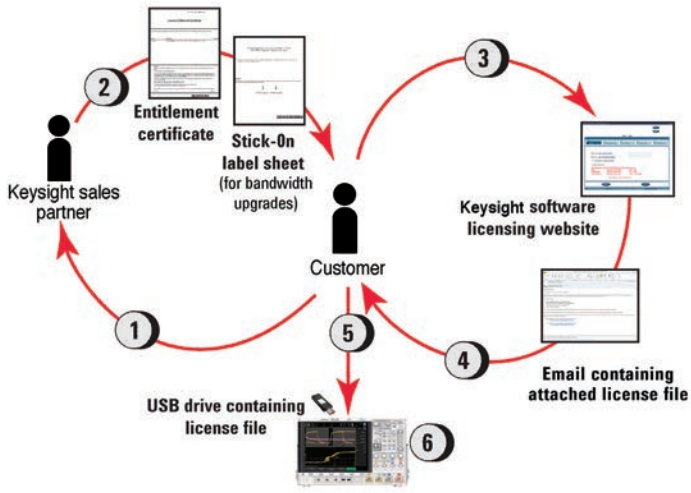 2
3
Entitlement
certificate
Stick-On
label sheet
(for bandwidth
upgrades)
Keysight sales
partner
Keysight software
licensing website
Customer
1
5
4
Email containing
attached license file
USB drive containing
license file
6